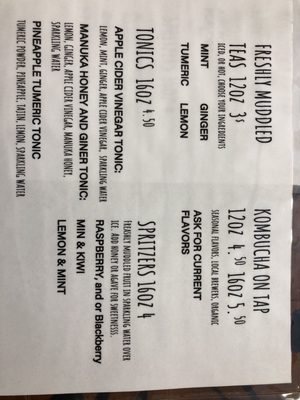 FRESHLY MUDDLED
TEAS 12OZ 3⁵
ICED, OR HOT, CHOOSE YOUR INGREDIENTS
MINT GINGER
TUMERIC LEMON
KOMBUCHA ON TAP
12OZ 4.⁵⁰ 16OZ 5.⁵⁰
SEASONAL FLAVORS, LOCAL BREWERIES, ORGANIC
ASK FOR CURRENT
FLAVORS
TONICS 16OZ 4.50
APPLE CIDER VINEGAR TONIC:
LEMON, MINT, GINGER, APPLE CIDER VINEGAR, SPARKLING WATER
MANUKA HONEY AND GINER TONIC:
LEMON, GINGER, APPLE CIDER VINEGAR, MANUKA HONEY,
SPARKLING WATER
PINEAPPLE TUMERIC TONIC
TUMERIC POWDER, PINEAPPLE, TAJIN, LEMON, SPARKLING WATER
SPRITZERS 16OZ 4
FRESHLY MUDDLED FRUIT IN SPARKLING WATER OVER
ICE. ADD HONEY OR AGAVE FOR SWEETNESS.
RASPBERRY, and or Blackberry
MIN & KIWI
LEMON & MINT